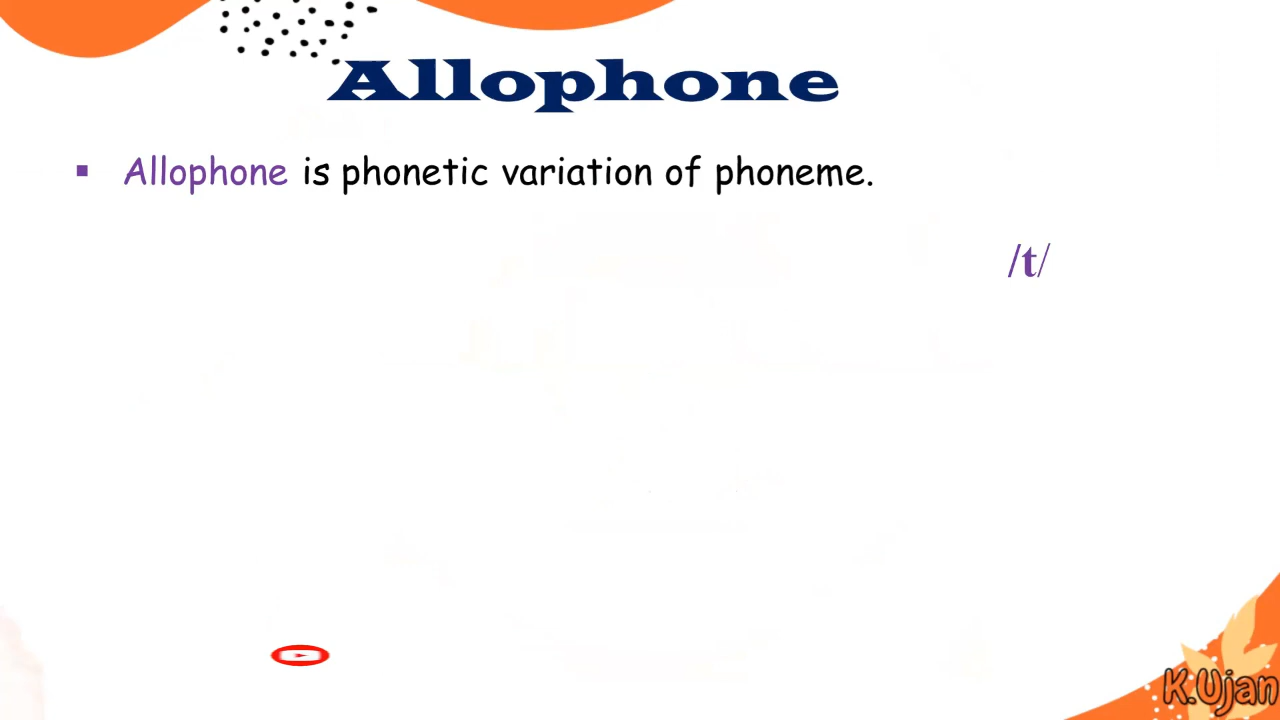 Allophone
▪ Allophone is phonetic variation of phoneme.
/t/
K.Ujan